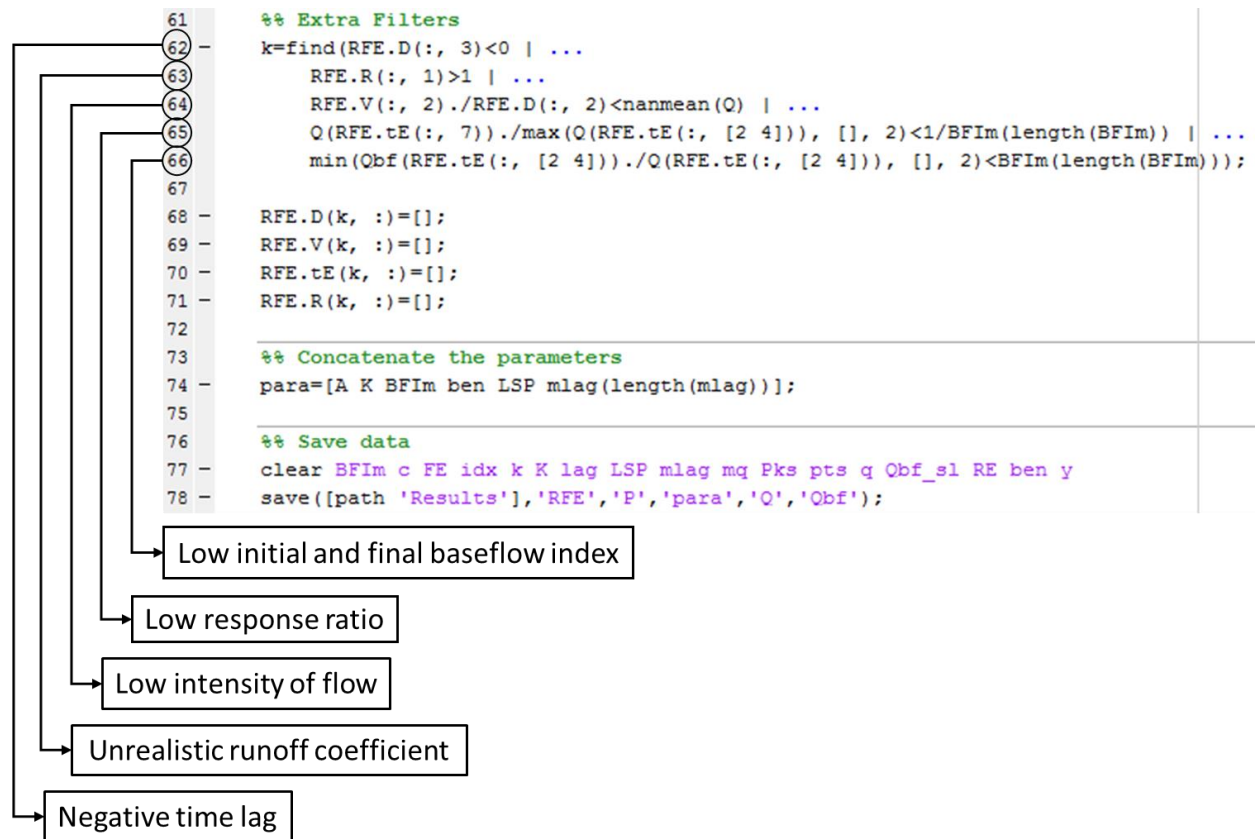 61 %% Extra Filters
62 – k=find(RFE.D(:, 3)<0 | ...
63 RFE.R(:, 1)>1 | ...
64 RFE.V(:, 2)./RFE.D(:, 2)<nanmean(Q) | ...
65 Q(RFE.tE(:, 7))./max(Q(RFE.tE(:, [2 4])), [], 2)<1/BFIm(length(BFIm)) | ...
66 min(Qbf(RFE.tE(:, [2 4]))./Q(RFE.tE(:, [2 4])), [], 2)<BFIm(length(BFIm)));
67
68 – RFE.D(k, :)=[];
69 – RFE.V(k, :)=[];
70 – RFE.tE(k, :)=[];
71 – RFE.R(k, :)=[];
72
73 %% Concatenate the parameters
74 – para=[A K BFIm ben LSP mlag(length(mlag))];
75
76 %% Save data
77 – clear BFIm c FE idx k K lag LSP mlag mq Pks pts q Qbf_sl RE ben y
78 – save([path 'Results'],'RFE','P','para','Q','Qbf');
Low initial and final baseflow index
Low response ratio
Low intensity of flow
Unrealistic runoff coefficient
Negative time lag